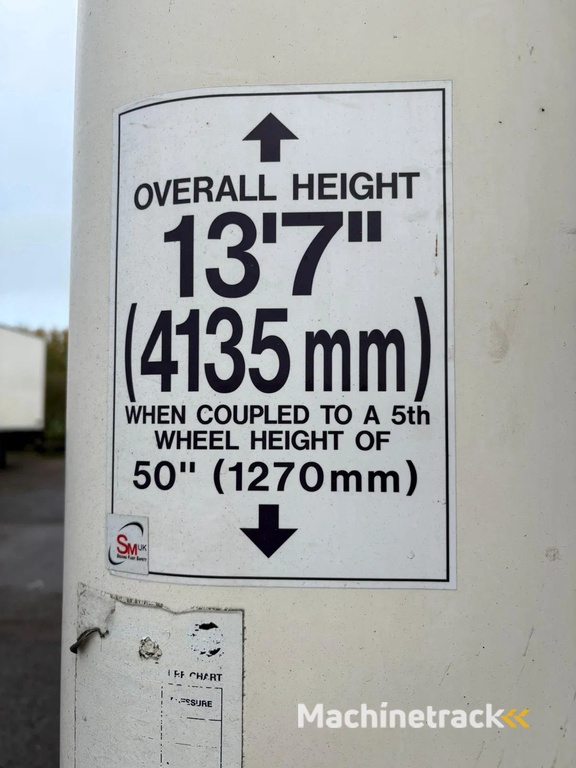 OVERALL HEIGHT
13'7"
(4135 mm)
WHEN COUPLED TO A 5th
WHEEL HEIGHT OF
50" (1270mm)
SM UK
CHART
Machinetrack